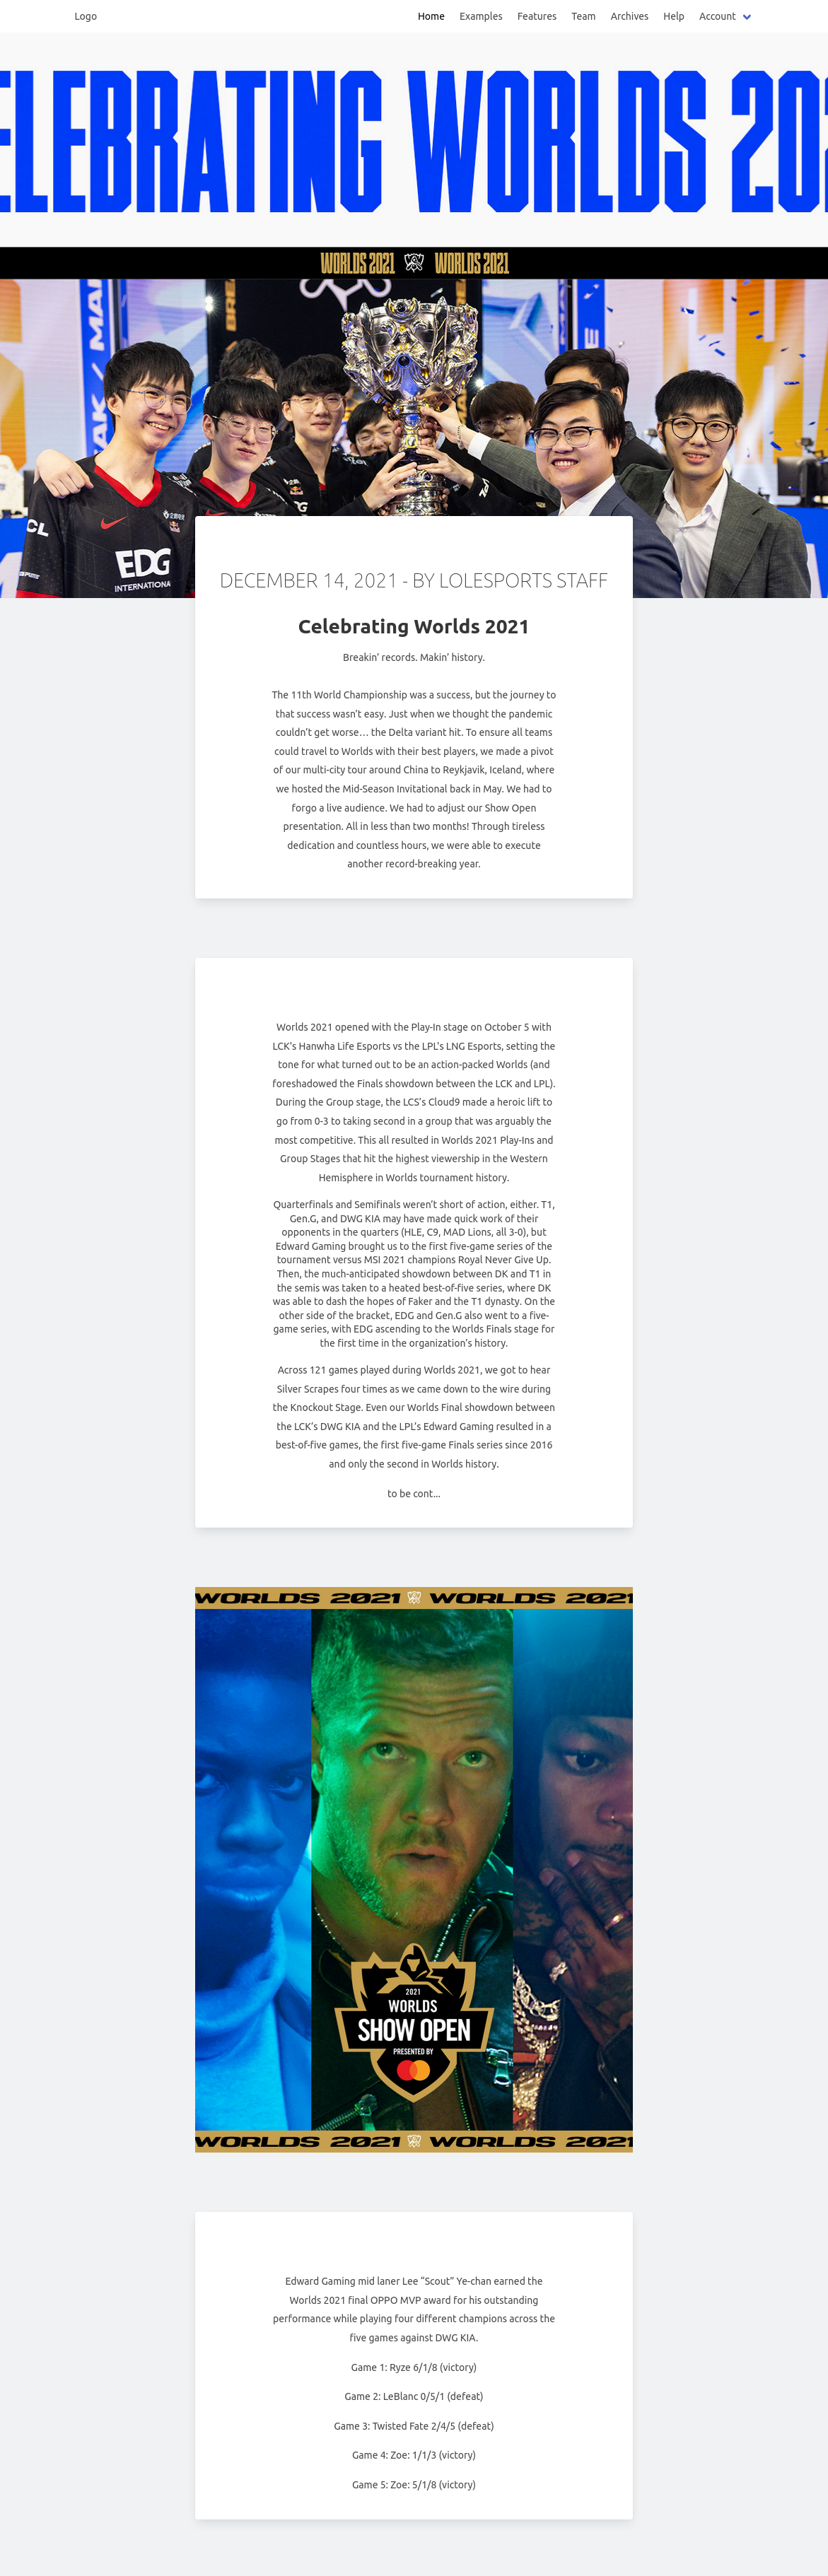 Logo Home Examples Features Team Archives Help Account
ELEBRATING WORLDS 202
WORLDS 2021 WORLDS 2021
EDG
INTERNATIONA
DECEMBER 14, 2021 - BY LOLESPORTS STAFF
Celebrating Worlds 2021
Breakin’ records. Makin’ history.
The 11th World Championship was a success, but the journey to
that success wasn’t easy. Just when we thought the pandemic
couldn’t get worse… the Delta variant hit. To ensure all teams
could travel to Worlds with their best players, we made a pivot
of our multi-city tour around China to Reykjavik, Iceland, where
we hosted the Mid-Season Invitational back in May. We had to
forgo a live audience. We had to adjust our Show Open
presentation. All in less than two months! Through tireless
dedication and countless hours, we were able to execute
another record-breaking year.
Worlds 2021 opened with the Play-In stage on October 5 with
LCK's Hanwha Life Esports vs the LPL's LNG Esports, setting the
tone for what turned out to be an action-packed Worlds (and
foreshadowed the Finals showdown between the LCK and LPL).
During the Group stage, the LCS’s Cloud9 made a heroic lift to
go from 0-3 to taking second in a group that was arguably the
most competitive. This all resulted in Worlds 2021 Play-Ins and
Group Stages that hit the highest viewership in the Western
Hemisphere in Worlds tournament history.
Quarterfinals and Semifinals weren’t short of action, either. T1,
Gen.G, and DWG KIA may have made quick work of their
opponents in the quarters (HLE, C9, MAD Lions, all 3-0), but
Edward Gaming brought us to the first five-game series of the
tournament versus MSI 2021 champions Royal Never Give Up.
Then, the much-anticipated showdown between DK and T1 in
the semis was taken to a heated best-of-five series, where DK
was able to dash the hopes of Faker and the T1 dynasty. On the
other side of the bracket, EDG and Gen.G also went to a five-
game series, with EDG ascending to the Worlds Finals stage for
the first time in the organization’s history.
Across 121 games played during Worlds 2021, we got to hear
Silver Scrapes four times as we came down to the wire during
the Knockout Stage. Even our Worlds Final showdown between
the LCK’s DWG KIA and the LPL’s Edward Gaming resulted in a
best-of-five games, the first five-game Finals series since 2016
and only the second in Worlds history.
to be cont...
WORLDS 2021 WORLDS 2021
2021
WORLDS
SHOW OPEN
PRESENTED BY
WORLDS 2021 WORLDS 2021
Edward Gaming mid laner Lee “Scout” Ye-chan earned the
Worlds 2021 final OPPO MVP award for his outstanding
performance while playing four different champions across the
five games against DWG KIA.
Game 1: Ryze 6/1/8 (victory)
Game 2: LeBlanc 0/5/1 (defeat)
Game 3: Twisted Fate 2/4/5 (defeat)
Game 4: Zoe: 1/1/3 (victory)
Game 5: Zoe: 5/1/8 (victory)